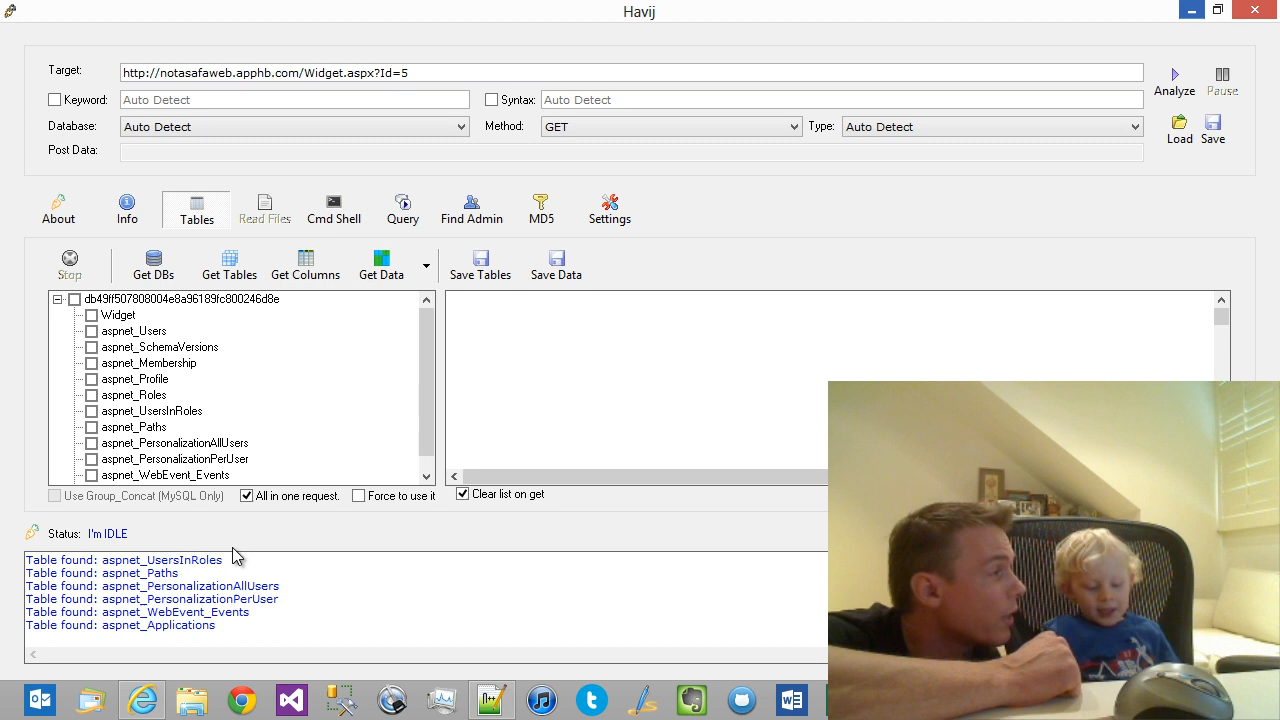 Havij
Target: http://notasafaweb.apphb.com/Widget.aspx?Id=5
Keyword: Auto Detect Syntax: Auto Detect
Analyze Pause
Database: Auto Detect Method: GET Type: Auto Detect
Load Save
Post Data:
About Info Tables Read Files Cmd Shell Query Find Admin MD5 Settings
Stop Get DBs Get Tables Get Columns Get Data Save Tables Save Data
db49ff507808004e8a96189fc800246d8e
Widget
aspnet_Users
aspnet_SchemaVersions
aspnet_Membership
aspnet_Profile
aspnet_Roles
aspnet_UsersInRoles
aspnet_Paths
aspnet_PersonalizationAllUsers
aspnet_PersonalizationPerUser
aspnet_WebEvent_Events
Use Group_Concat (MySQL Only) All in one request. Force to use it Clear list on get
Status: I'm IDLE
Table found: aspnet_UsersInRoles
Table found: aspnet_Paths
Table found: aspnet_PersonalizationAllUsers
Table found: aspnet_PersonalizationPerUser
Table found: aspnet_WebEvent_Events
Table found: aspnet_Applications